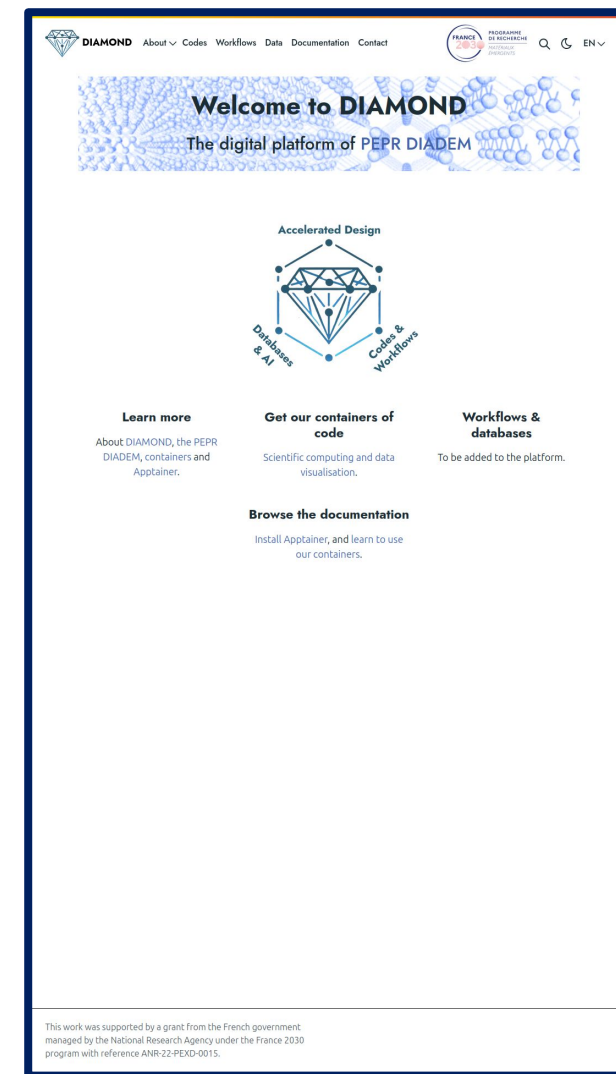 DIAMOND About Codes Workflows Data Documentation Contact
FRANCE 2030
PROGRAMME
DE RECHERCHE
MATÉRIAUX
ÉMERGENTS
EN
Welcome to DIAMOND
The digital platform of PEPR DIADEM
Accelerated Design
Databases
& AI
Codes &
Workflows
Learn more
About DIAMOND, the PEPR
DIADEM, containers and
Apptainer.
Get our containers of
code
Scientific computing and data
visualisation.
Workflows &
databases
To be added to the platform.
Browse the documentation
Install Apptainer, and learn to use
our containers.
This work was supported by a grant from the French government
managed by the National Research Agency under the France 2030
program with reference ANR-22-PEXD-0015.